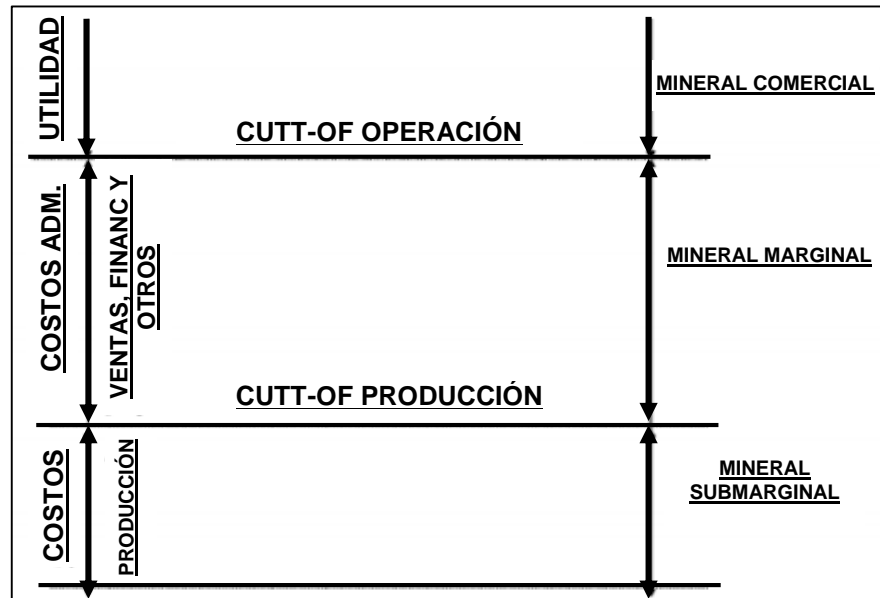 UTILIDAD
MINERAL COMERCIAL
CUTT-OF OPERACIÓN
COSTOS ADM.
VENTAS, FINANC Y
OTROS
MINERAL MARGINAL
CUTT-OF PRODUCCIÓN
COSTOS
PRODUCCIÓN
MINERAL
SUBMARGINAL